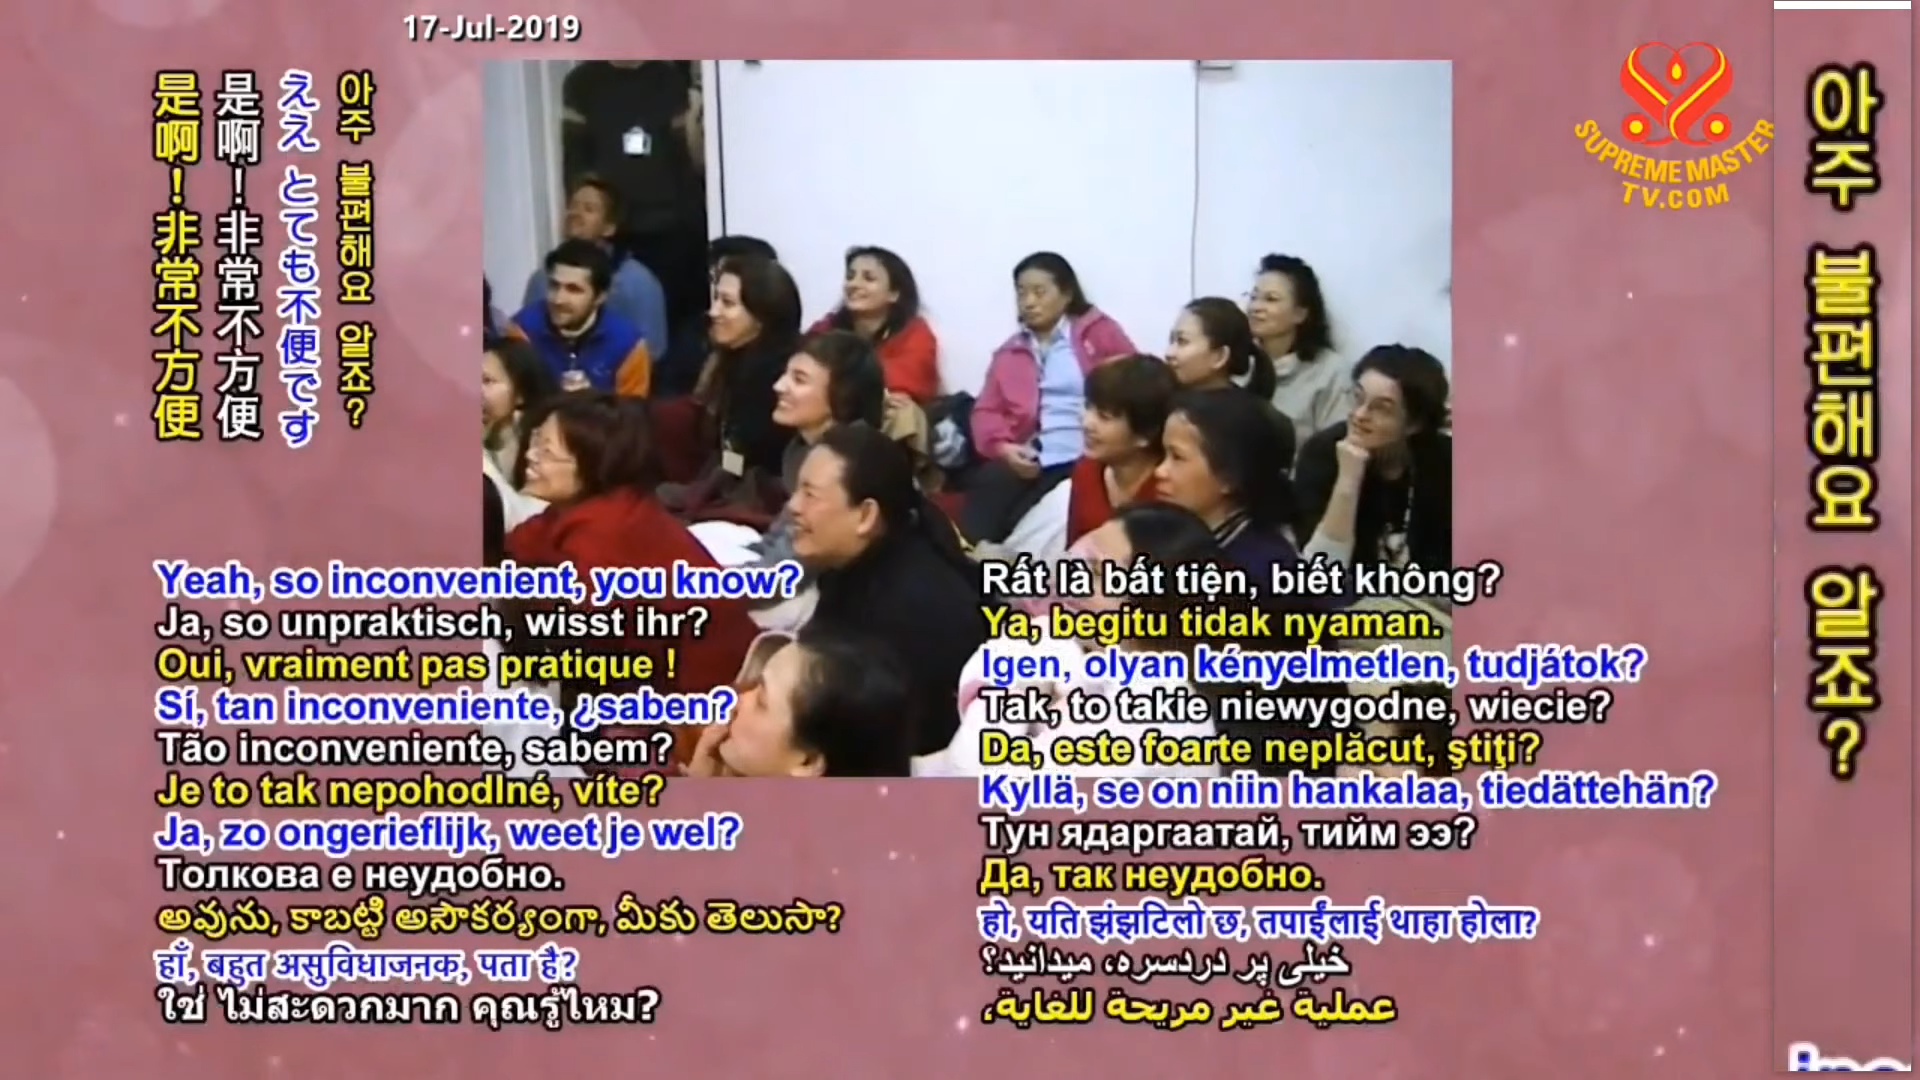 17-Jul-2019
아주 불편해요 알죠?
ええ とても不便です
是啊！非常不方便
是啊！非常不方便
SUPREME MASTER
TV.COM
아주 불편해요 알죠?
Yeah, so inconvenient, you know?
Ja, so unpraktisch, wisst ihr?
Oui, vraiment pas pratique !
Sí, tan inconveniente, ¿saben?
Tão inconveniente, sabem?
Je to tak nepohodlné, víte?
Ja, zo ongerieflijk, weet je wel?
Толкова е неудобно.
అవును, కాబట్టి అసౌకర్యంగా, మీకు తెలుసా?
हाँ, बहुत असुविधाजनक, पता है?
ใช่ ไม่สะดวกมาก คุณรู้ไหม?
Rất là bất tiện, biết không?
Ya, begitu tidak nyaman.
Igen, olyan kényelmetlen, tudjátok?
Tak, to takie niewygodne, wiecie?
Da, este foarte neplăcut, ştiţi?
Kyllä, se on niin hankalaa, tiedättehän?
Тун ядаргаатай, тийм ээ?
Да, так неудобно.
हो, यति झंझटिलो छ, तपाईंलाई थाहा होला?
خیلی پر دردسره، میدانید؟
عملية غير مريحة للغاية،